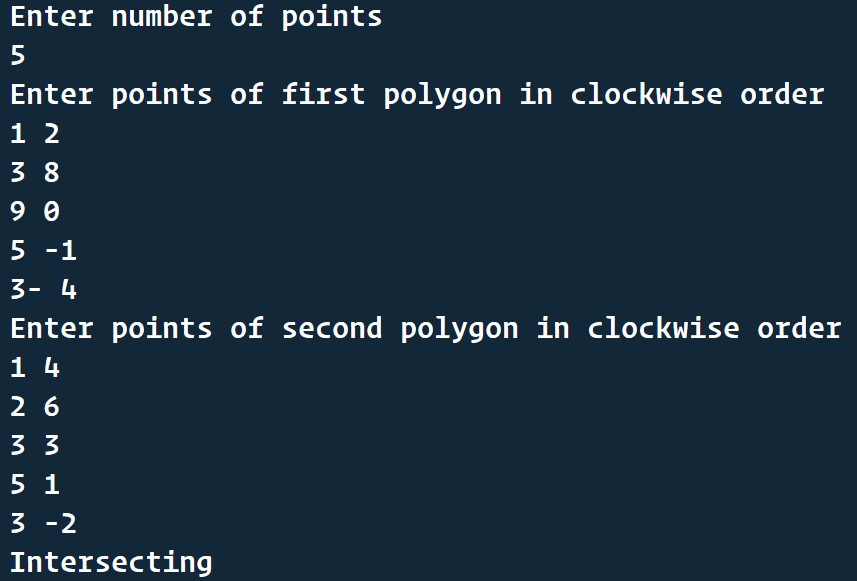 Enter number of points
5
Enter points of first polygon in clockwise order
1 2
3 8
9 0
5 -1
3- 4
Enter points of second polygon in clockwise order
1 4
2 6
3 3
5 1
3 -2
Intersecting